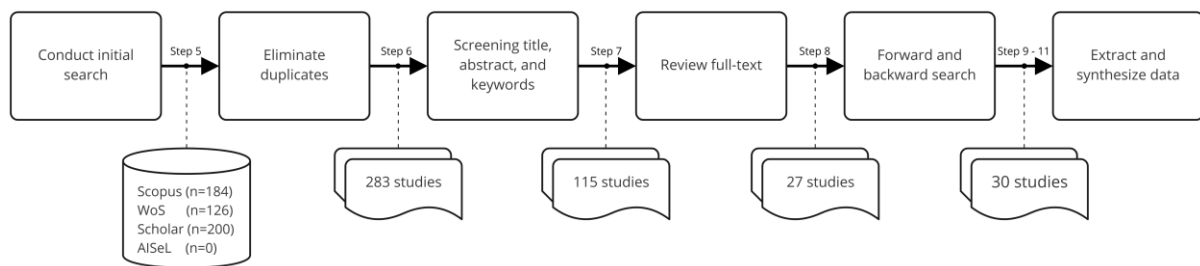 Conduct initial
search
Step 5
Eliminate
duplicates
Step 6
Screening title,
abstract, and
keywords
Step 7
Review full-text
Step 8
Forward and
backward search
Step 9 - 11
Extract and
synthesize data
Scopus (n=184)
WoS (n=126)
Scholar (n=200)
AISeL (n=0)
283 studies
115 studies
27 studies
30 studies